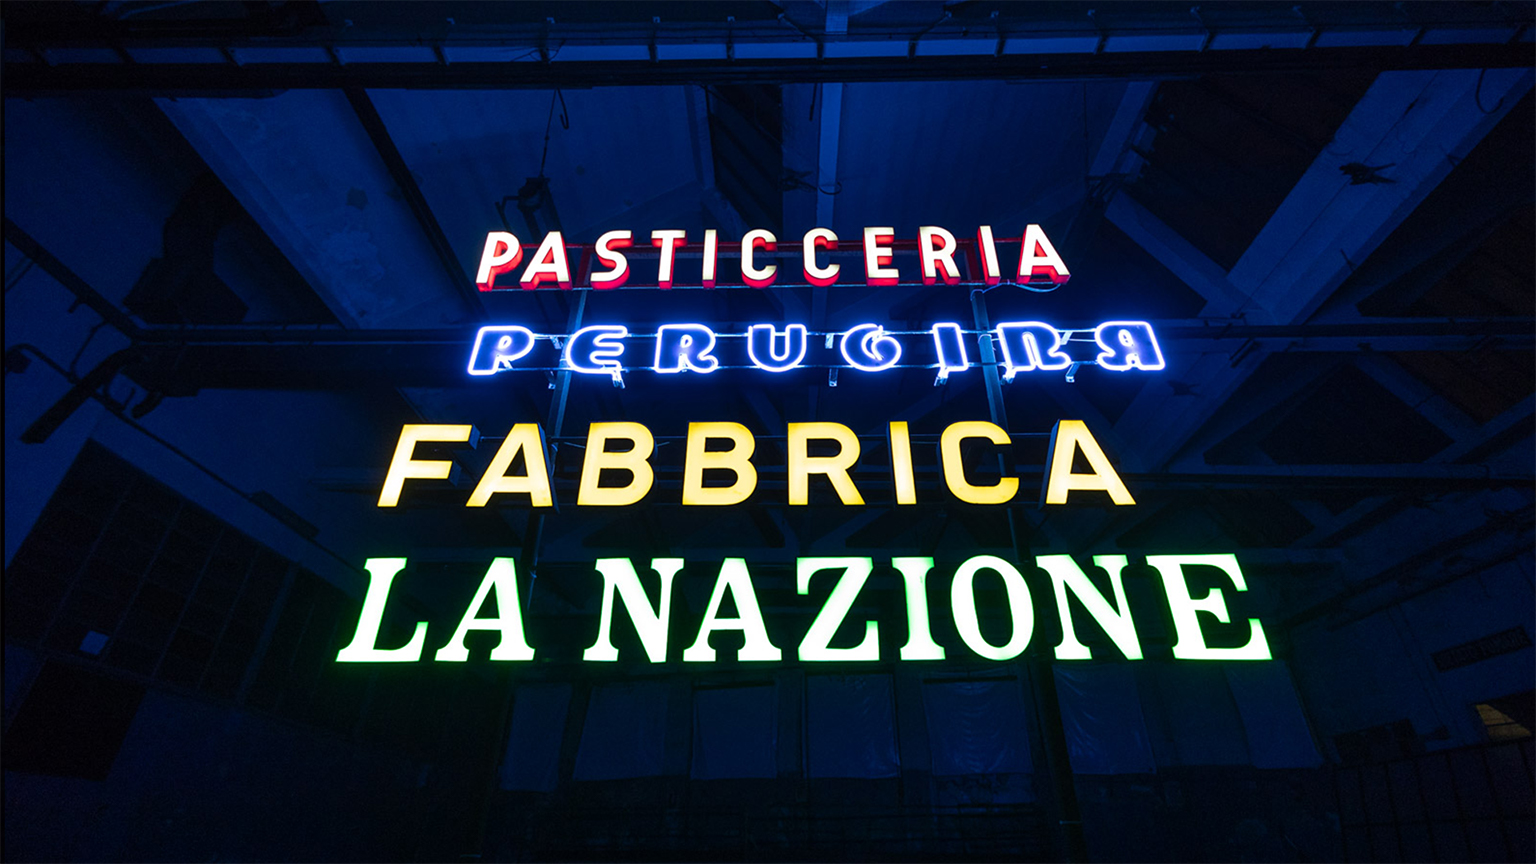 PASTICCERIA
PERUGINA
FABBRICA
LA NAZIONE